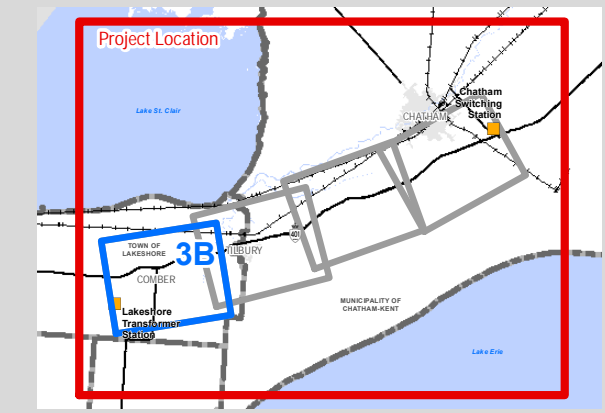 Project Location
Lake St. Clair
Chatham
Switching
Station
CHATHAM
401
TOWN OF
LAKESHORE
3B
TILBURY
COMBER
Lakeshore
Transformer
Station
MUNICIPALITY OF
CHATHAM-KENT
Lake Erie